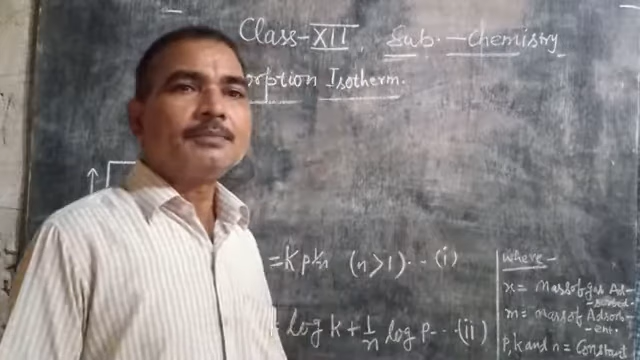 Class-XII, Sub.-Chemistry
orption Isotherm.
= K p^1/n (n>1)...(i)
log k + 1/n log p...(ii)
where-
x = Mass of gas Ad-
-sorbed.
m = mass of Adsorb-
-ent.
P, k and n = Constant